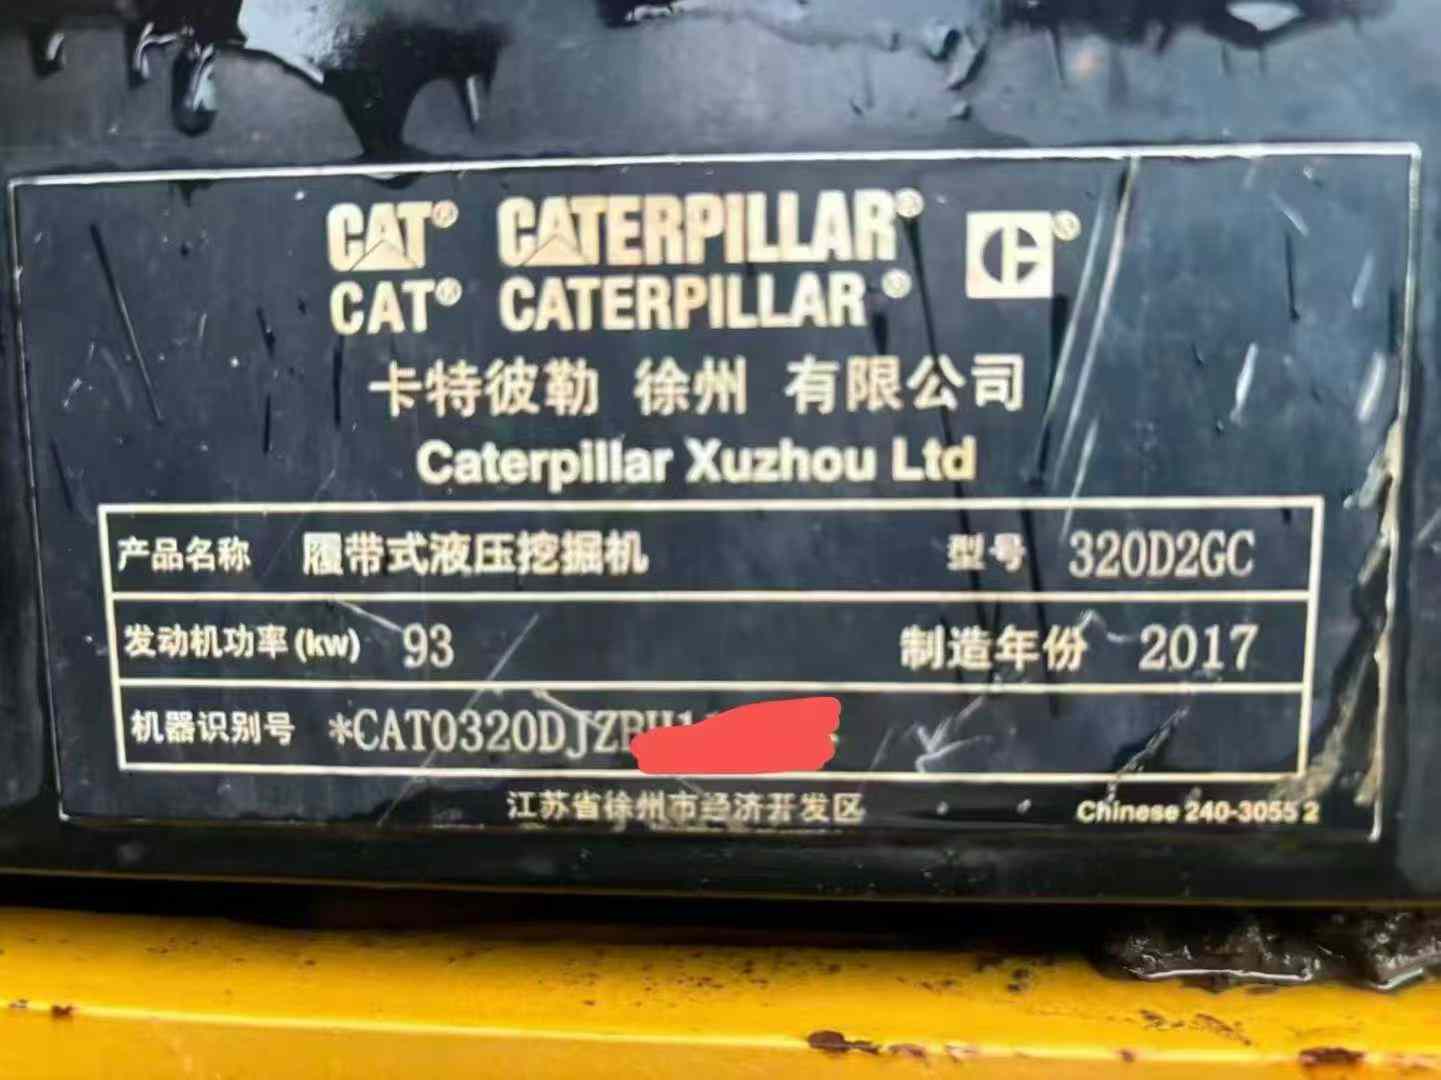 CAT® CATERPILLAR®
CAT® CATERPILLAR®
卡特彼勒 徐州 有限公司
Caterpillar Xuzhou Ltd
产品名称 履带式液压挖掘机 型号 320D2GC
发动机功率(kw) 93 制造年份 2017
机器识别号
江苏省徐州市经济开发区 Chinese 240-3055 2